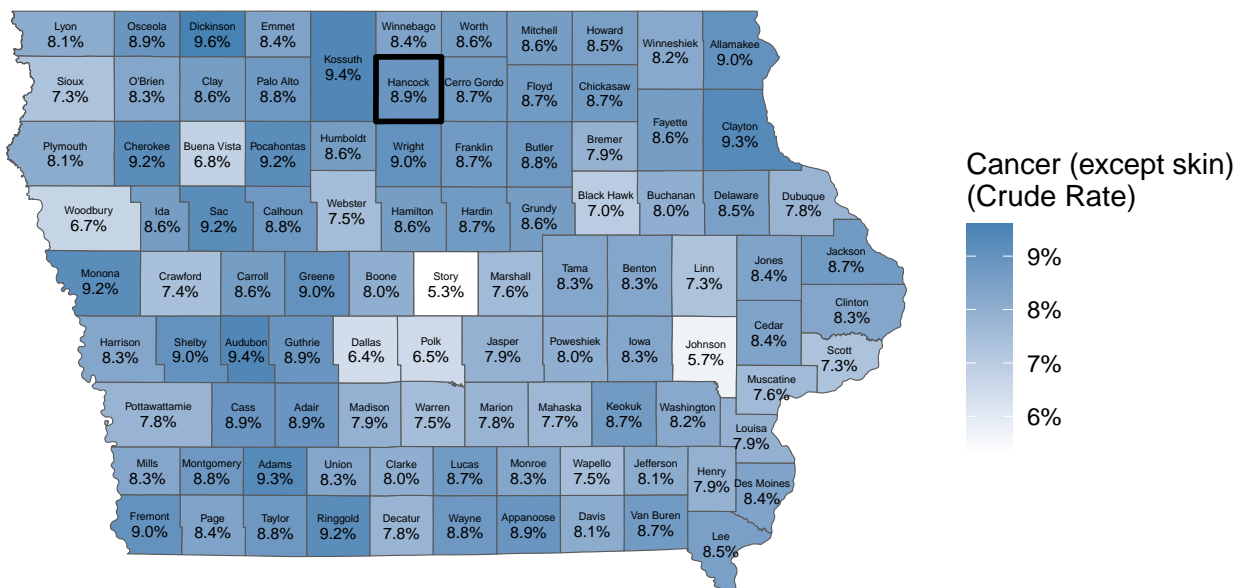 Lyon
8.1%
Osceola
8.9%
Dickinson
9.6%
Emmet
8.4%
Kossuth
9.4%
Winnebago
8.4%
Worth
8.6%
Mitchell
8.6%
Howard
8.5%
Winneshiek
8.2%
Allamakee
9.0%
Sioux
7.3%
O'Brien
8.3%
Clay
8.6%
Palo Alto
8.8%
Hancock
8.9%
Cerro Gordo
8.7%
Floyd
8.7%
Chickasaw
8.7%
Fayette
8.6%
Clayton
9.3%
Plymouth
8.1%
Cherokee
9.2%
Buena Vista
6.8%
Pocahontas
9.2%
Humboldt
8.6%
Wright
9.0%
Franklin
8.7%
Butler
8.8%
Bremer
7.9%
Woodbury
6.7%
Ida
8.6%
Sac
9.2%
Calhoun
8.8%
Webster
7.5%
Hamilton
8.6%
Hardin
8.7%
Grundy
8.6%
Black Hawk
7.0%
Buchanan
8.0%
Delaware
8.5%
Dubuque
7.8%
Monona
9.2%
Crawford
7.4%
Carroll
8.6%
Greene
9.0%
Boone
8.0%
Story
5.3%
Marshall
7.6%
Tama
8.3%
Benton
8.3%
Linn
7.3%
Jones
8.4%
Jackson
8.7%
Clinton
8.3%
Harrison
8.3%
Shelby
9.0%
Audubon
9.4%
Guthrie
8.9%
Dallas
6.4%
Polk
6.5%
Jasper
7.9%
Poweshiek
8.0%
Iowa
8.3%
Johnson
5.7%
Cedar
8.4%
Scott
7.3%
Muscatine
7.6%
Pottawattamie
7.8%
Cass
8.9%
Adair
8.9%
Madison
7.9%
Warren
7.5%
Marion
7.8%
Mahaska
7.7%
Keokuk
8.7%
Washington
8.2%
Louisa
7.9%
Mills
8.3%
Montgomery
8.8%
Adams
9.3%
Union
8.3%
Clarke
8.0%
Lucas
8.7%
Monroe
8.3%
Wapello
7.5%
Jefferson
8.1%
Henry
7.9%
Des Moines
8.4%
Fremont
9.0%
Page
8.4%
Taylor
8.8%
Ringgold
9.2%
Decatur
7.8%
Wayne
8.8%
Appanoose
8.9%
Davis
8.1%
Van Buren
8.7%
Lee
8.5%
Cancer (except skin)
(Crude Rate)
9%
8%
7%
6%